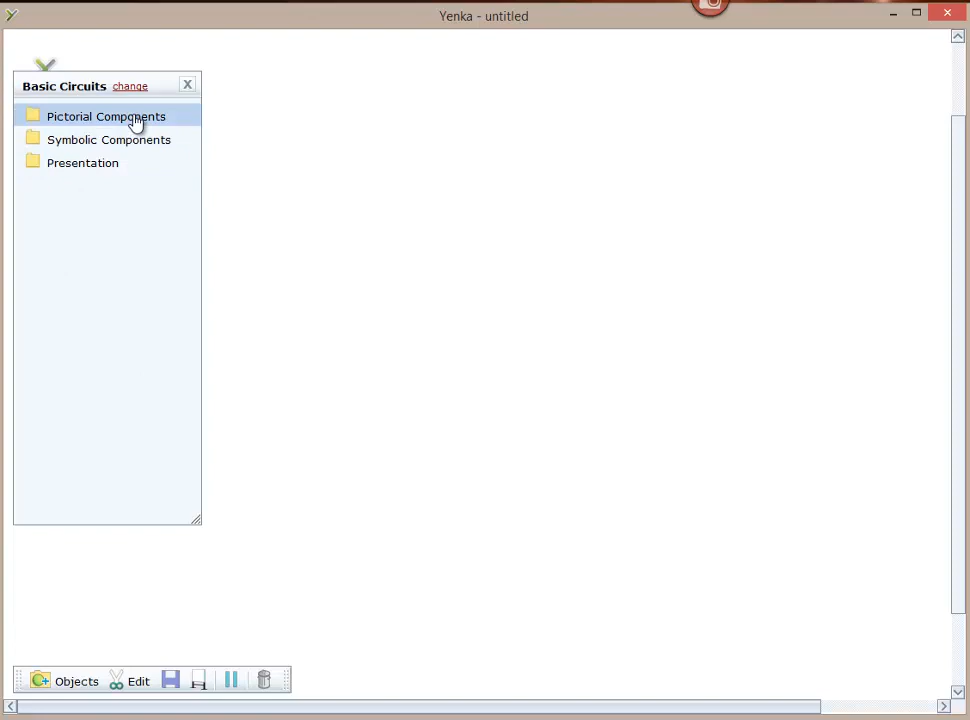 Yenka - untitled
Basic Circuits change X
Pictorial Components
Symbolic Components
Presentation
Objects Edit